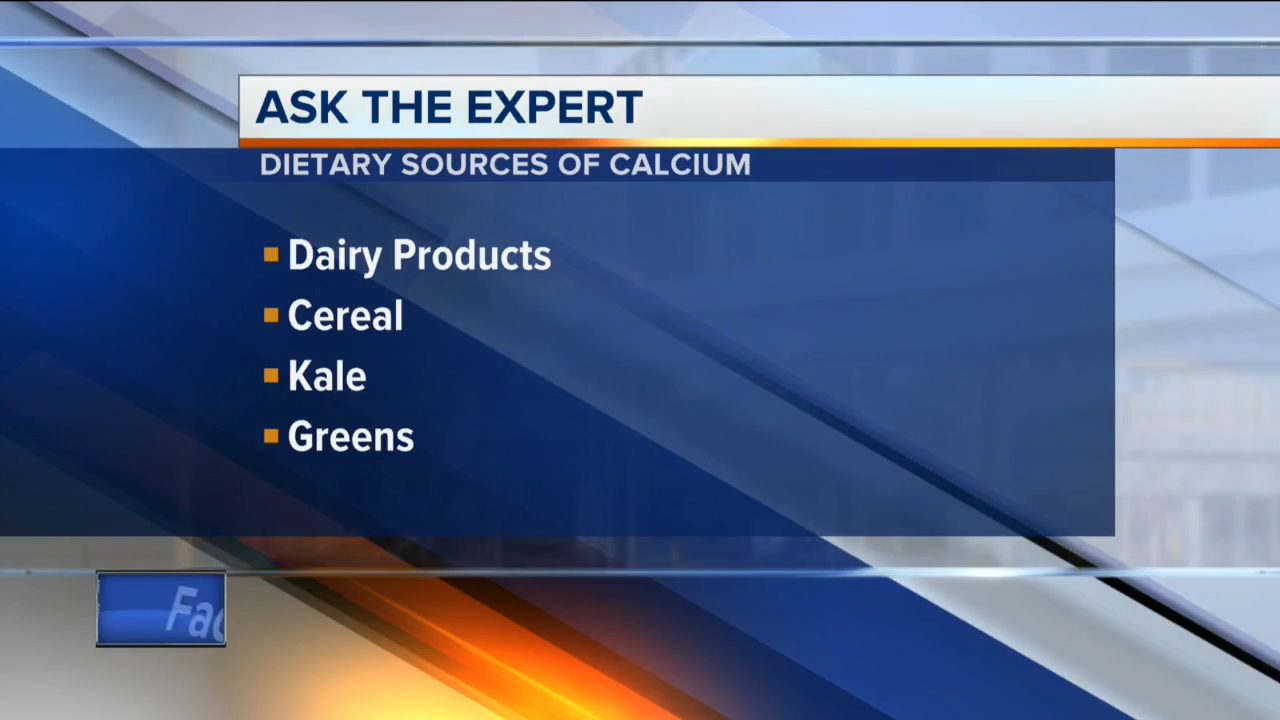 ASK THE EXPERT
DIETARY SOURCES OF CALCIUM
Dairy Products
Cereal
Kale
Greens